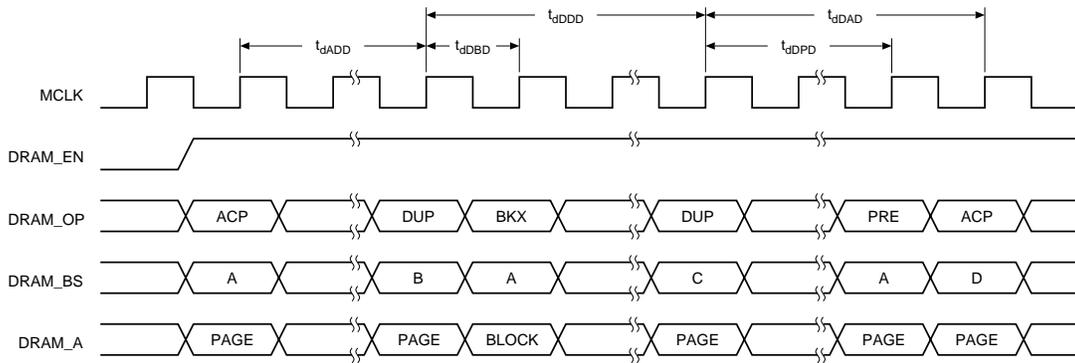 tdDDD tdDAD
tdADD tdDBD tdDPD
MCLK
DRAM_EN
DRAM_OP ACP DUP BKX DUP PRE ACP
DRAM_BS A B A C A D
DRAM_A PAGE PAGE BLOCK PAGE PAGE PAGE